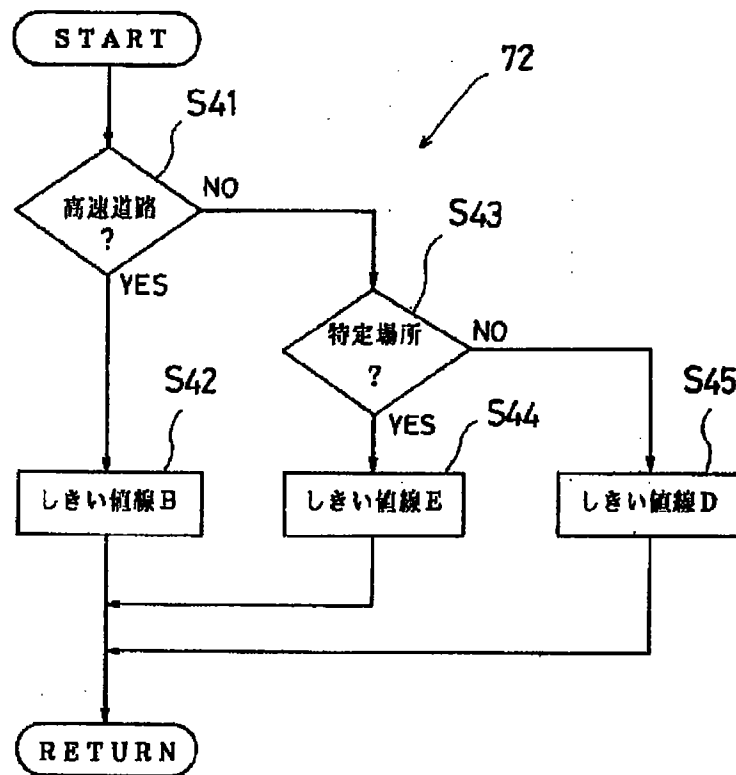 START
72
S41
高速道路
?
NO
YES
S43
特定場所
?
NO
YES
S42
S44
S45
しきい値線B
しきい値線E
しきい値線D
RETURN